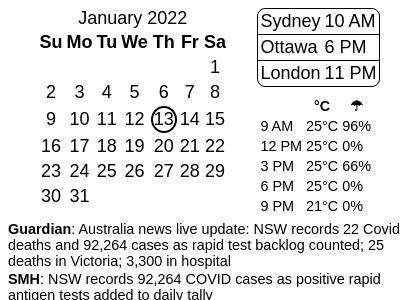 January 2022
Su Mo Tu We Th Fr Sa
1
2 3 4 5 6 7 8
9 10 11 12 13 14 15
16 17 18 19 20 21 22
23 24 25 26 27 28 29
30 31
Sydney 10 AM
Ottawa 6 PM
London 11 PM
°C ☂
9 AM 25°C 96%
12 PM 25°C 0%
3 PM 25°C 66%
6 PM 25°C 0%
9 PM 21°C 0%
Guardian: Australia news live update: NSW records 22 Covid
deaths and 92,264 cases as rapid test backlog counted; 25
deaths in Victoria; 3,300 in hospital
SMH: NSW records 92,264 COVID cases as positive rapid
antigen tests added to daily tally